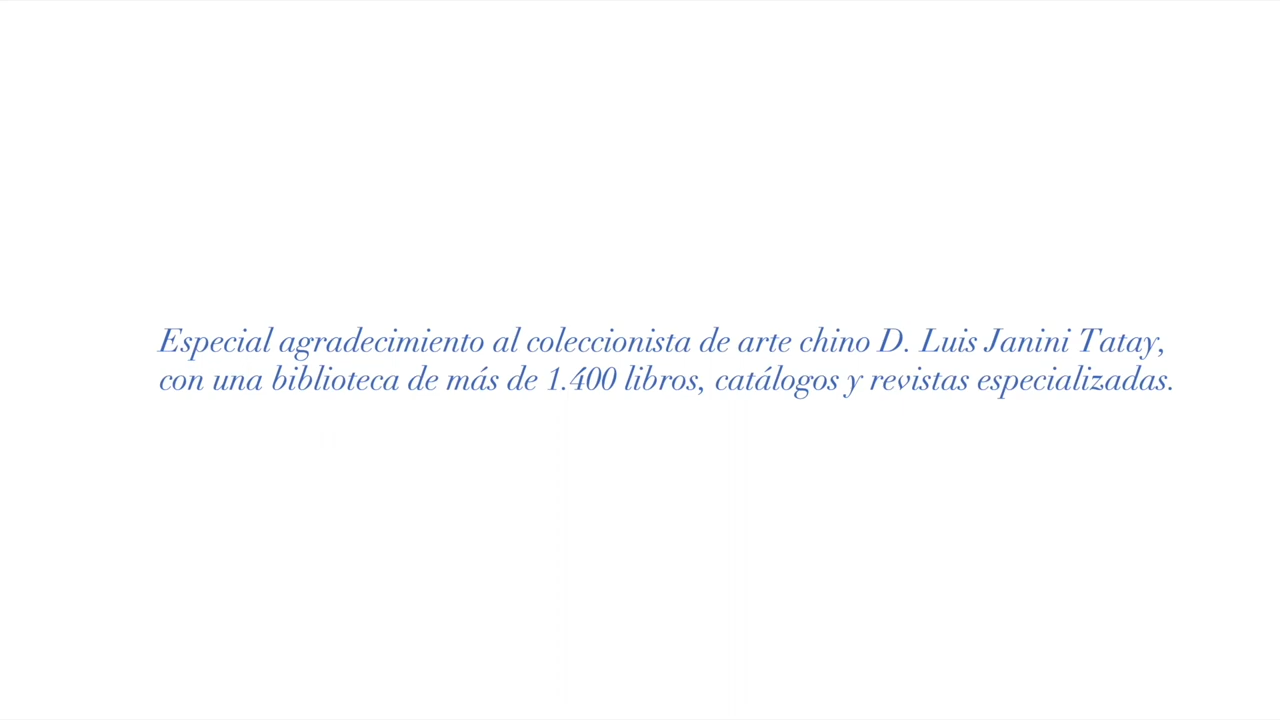 Especial agradecimiento al coleccionista de arte chino D. Luis Janini Tatay,
con una biblioteca de más de 1.400 libros, catálogos y revistas especializadas.